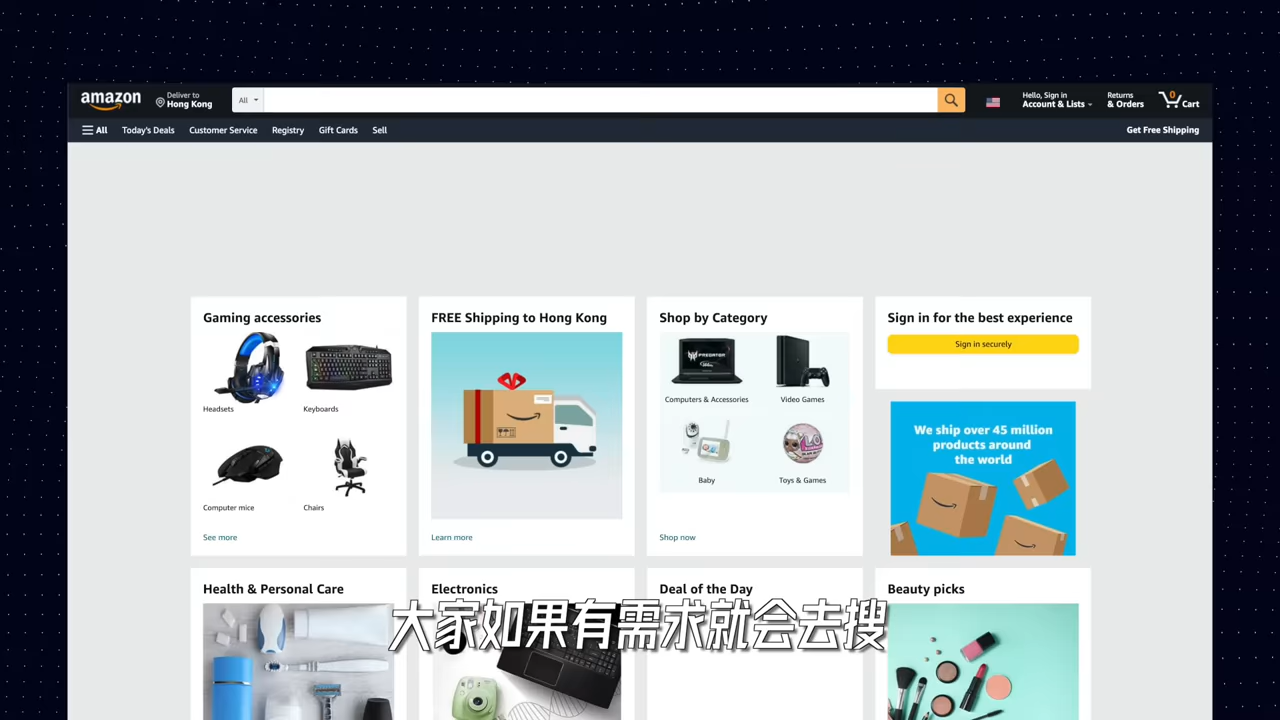 amazon
Deliver to
Hong Kong
All
Hello, Sign in
Account & Lists
Returns
& Orders
0
Cart
All
Today's Deals
Customer Service
Registry
Gift Cards
Sell
Get Free Shipping
Gaming accessories
Headsets
Keyboards
Computer mice
Chairs
See more
FREE Shipping to Hong Kong
Learn more
Shop by Category
PREDATOR
Computers & Accessories
Video Games
Baby
Toys & Games
Shop now
Sign in for the best experience
Sign in securely
We ship over 45 million
products around
the world
Health & Personal Care
Electronics
Deal of the Day
Beauty picks
大家如果有需求就会去搜